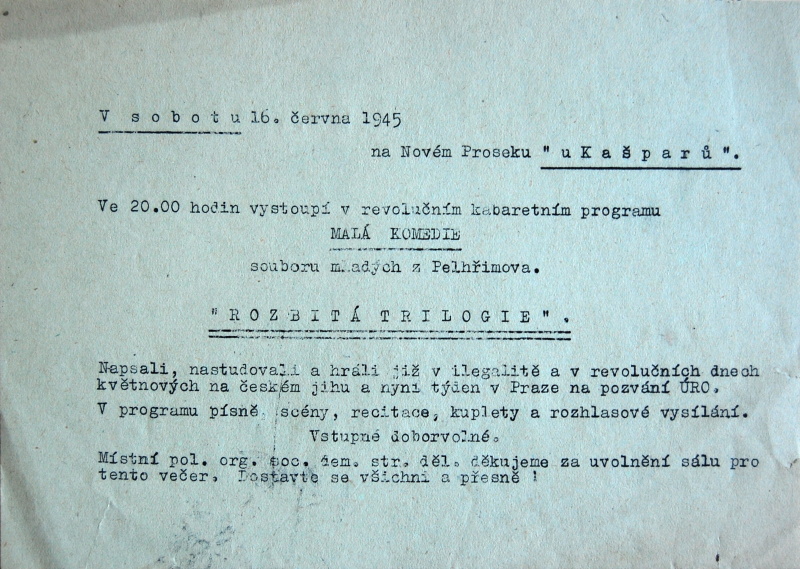 V sobotu 16. června 1945
na Novém Proseku "uKašparů".
Ve 20.00 hodin vystoupí v revolučním kabaretním programu
MALÁ KOMEDIE
souboru mladých z Pelhřimova.
"ROZBITÁ TRILOGIE".
Napsali, nastudovali a hráli již v ilegalitě a v revolučních dnech
květnových na českém jihu a nyní týden v Praze na pozvání ÚRO.
V programu písně, scény, recitace, kuplety a rozhlasové vysílání.
Vstupné doborvolné.
Místní pol. org. soc. dem. str. děl. děkujeme za uvolnění sálu pro
tento večer. Dostavte se všichni a přesně !